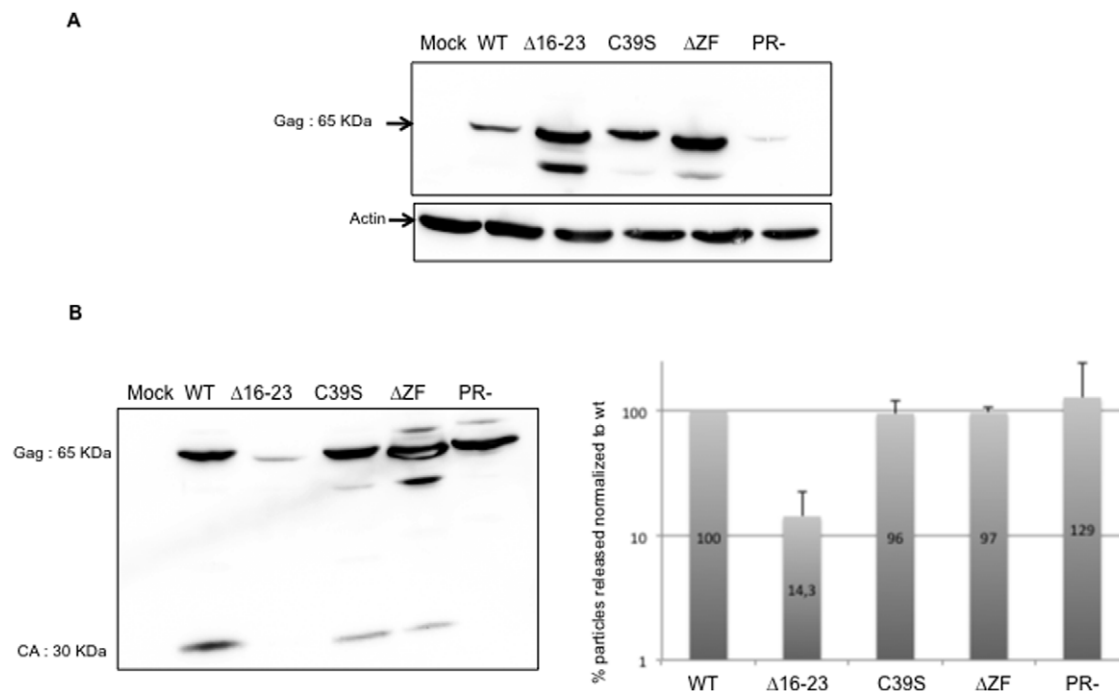 A
Mock WT Δ16-23 C39S ΔZF PR-
Gag : 65 KDa
Actin
B
Mock WT Δ16-23 C39S ΔZF PR-
Gag : 65 KDa
CA : 30 KDa
% particles released normalized to wt
100
10
1
100
14,3
96
97
129
WT Δ16-23 C39S ΔZF PR-